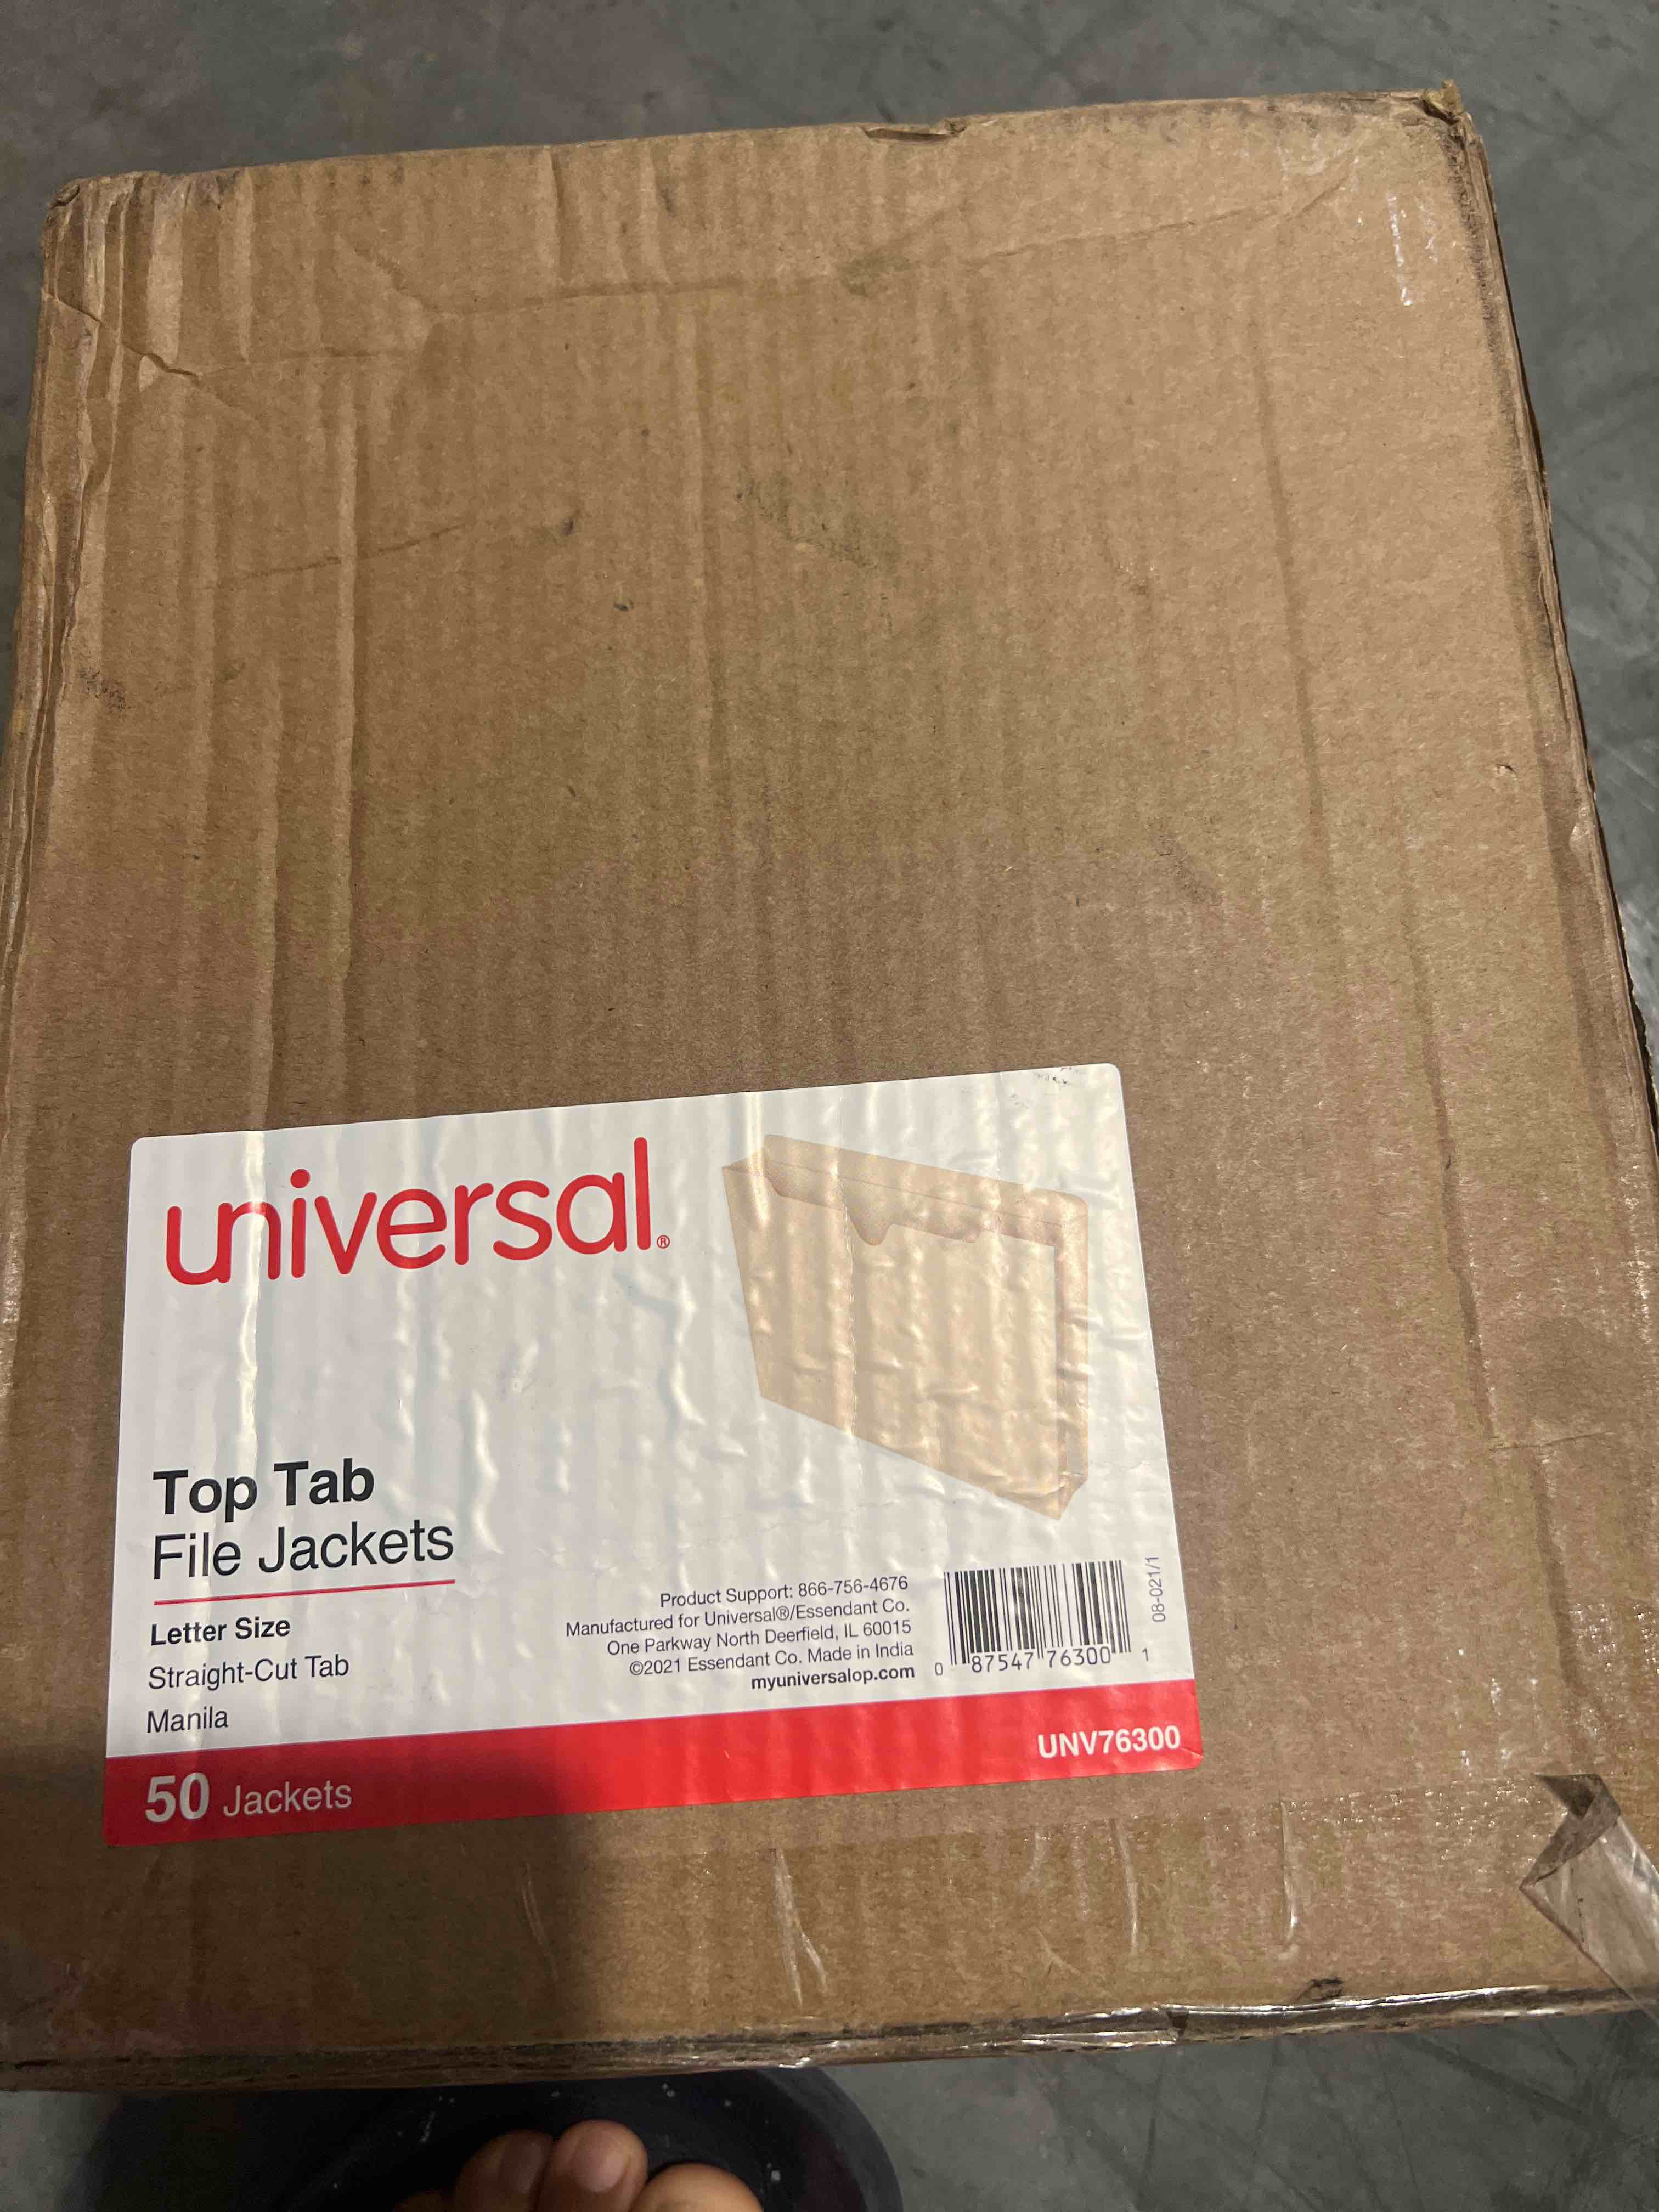 universal®
Top Tab
File Jackets
Letter Size
Straight-Cut Tab
Manila
50 Jackets
Product Support: 866-756-4676
Manufactured for Universal®/Essendant Co.
One Parkway North Deerfield, IL 60015
©2021 Essendant Co. Made in India
myuniversalop.com
0 87547 76300 1
08-021/1
UNV76300